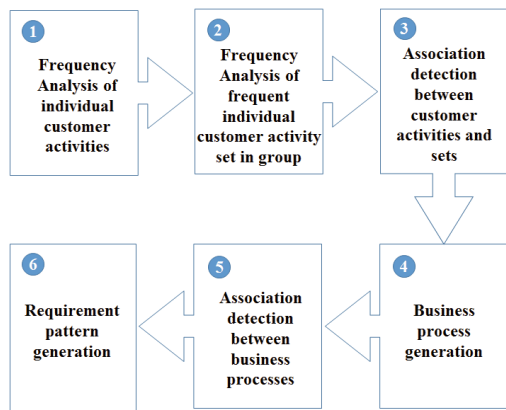 1
Frequency
Analysis of
individual
customer
activities
2
Frequency
Analysis of
frequent
individual
customer activity
set in group
3
Association
detection
between
customer
activities and
sets
4
Business
process
generation
5
Association
detection
between
business
processes
6
Requirement
pattern
generation